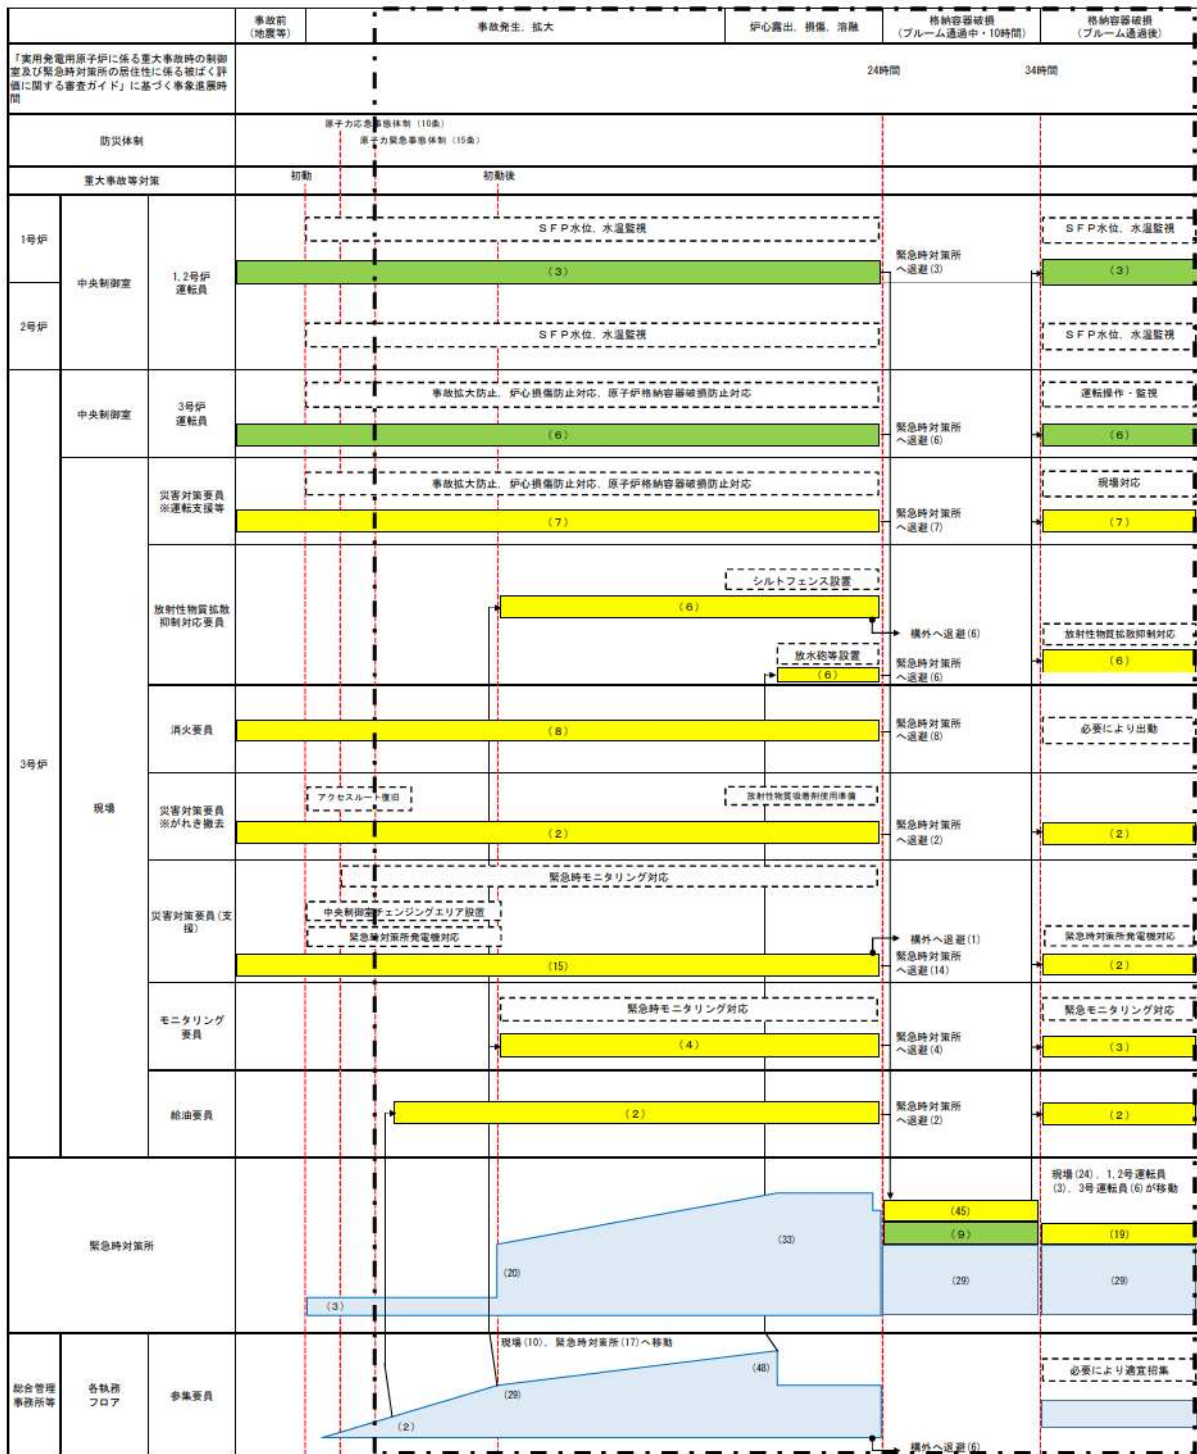 事故前
(地震等)
事故発生、拡大
炉心露出、損傷、溶融
格納容器破損
(プルーム通過中・10時間)
格納容器破損
(プルーム通過後)
「実用発電用原子炉に係る重大事故時の制御
室及び緊急時対策所の居住性に係る被ばく評
価に関する審査ガイド」に基づく事象進展時
間
24時間
34時間
防災体制
原子力応急事態体制(10条)
原子力緊急事態体制(15条)
重大事故等対策
初動
初動後
1号炉
2号炉
中央制御室
1,2号炉
運転員
SFP水位、水温監視
(3)
緊急時対策所
へ退避(3)
SFP水位、水温監視
(3)
SFP水位、水温監視
SFP水位、水温監視
3号炉
中央制御室
3号炉
運転員
事故拡大防止、炉心損傷防止対応、原子炉格納容器破損防止対応
(6)
緊急時対策所
へ退避(6)
運転操作・監視
(6)
現場
災害対策要員
※運転支援等
事故拡大防止、炉心損傷防止対応、原子炉格納容器破損防止対応
(7)
緊急時対策所
へ退避(7)
現場対応
(7)
放射性物質拡散
抑制対応要員
シルトフェンス設置
(6)
構外へ退避(6)
放水砲等設置
(6)
緊急時対策所
へ退避(6)
放射性物質拡散抑制対応
(6)
消火要員
(8)
緊急時対策所
へ退避(8)
必要により出動
災害対策要員
※がれき撤去
アクセスルート復旧
放射性物質吸着剤使用準備
(2)
緊急時対策所
へ退避(2)
(2)
災害対策要員(支
援)
緊急時モニタリング対応
中央制御室チェンジングエリア設置
緊急時対策所発電機対応
(15)
構外へ退避(1)
緊急時対策所
へ退避(14)
緊急時対策所発電機対応
(2)
モニタリング
要員
緊急時モニタリング対応
(4)
緊急時対策所
へ退避(4)
緊急モニタリング対応
(3)
給油要員
(2)
緊急時対策所
へ退避(2)
(2)
緊急時対策所
(3)
(20)
(33)
(45)
(9)
(29)
現場(24)、1,2号運転員
(3)、3号運転員(6)が移動
(19)
(29)
総合管理
事務所等
各執務
フロア
参集要員
現場(10)、緊急時対策所(17)へ移動
(2)
(29)
(48)
構外へ退避(6)
必要により適宜招集